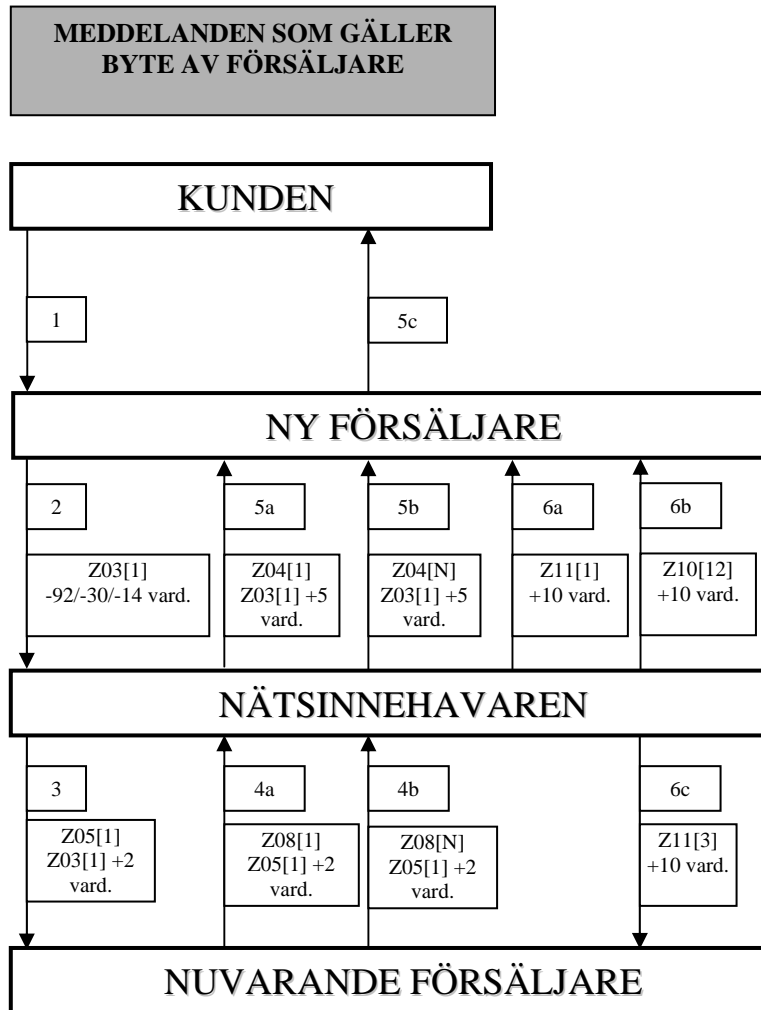 MEDDELANDEN SOM GÄLLER
BYTE AV FÖRSÄLJARE
KUNDEN
1
5c
NY FÖRSÄLJARE
2
5a
5b
6a
6b
Z03[1]
-92/-30/-14 vard.
Z04[1]
Z03[1] +5
vard.
Z04[N]
Z03[1] +5
vard.
Z11[1]
+10 vard.
Z10[12]
+10 vard.
NÄTSINNEHAVAREN
3
4a
4b
6c
Z05[1]
Z03[1] +2
vard.
Z08[1]
Z05[1] +2
vard.
Z08[N]
Z05[1] +2
vard.
Z11[3]
+10 vard.
NUVARANDE FÖRSÄLJARE